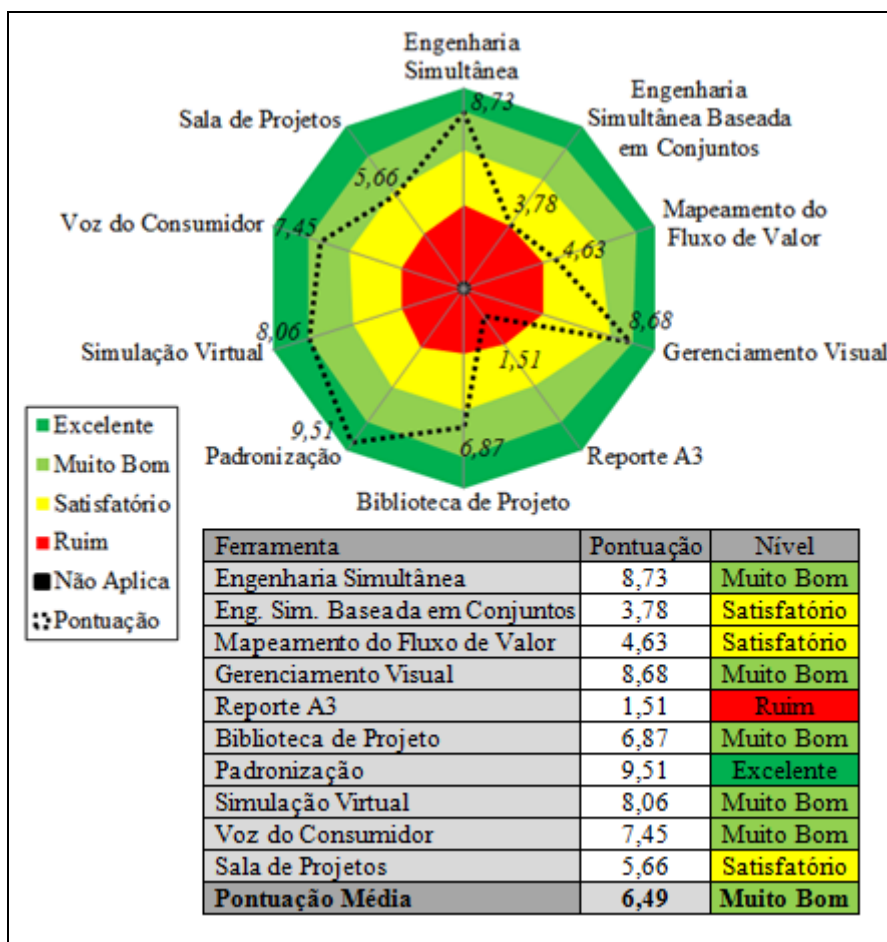 Engenharia
Simultânea
8,73
Engenharia
Simultânea Baseada
em Conjuntos
3,78
Mapeamento do
Fluxo de Valor
4,63
Gerenciamento Visual
8,68
Reporte A3
1,51
Biblioteca de Projeto
6,87
Padronização
9,51
Simulação Virtual
8,06
Voz do Consumidor
7,45
Sala de Projetos
5,66
Excelente
Muito Bom
Satisfatório
Ruim
Não Aplica
Pontuação
Ferramenta Pontuação Nível
Engenharia Simultânea 8,73 Muito Bom
Eng. Sim. Baseada em Conjuntos 3,78 Satisfatório
Mapeamento do Fluxo de Valor 4,63 Satisfatório
Gerenciamento Visual 8,68 Muito Bom
Reporte A3 1,51 Ruim
Biblioteca de Projeto 6,87 Muito Bom
Padronização 9,51 Excelente
Simulação Virtual 8,06 Muito Bom
Voz do Consumidor 7,45 Muito Bom
Sala de Projetos 5,66 Satisfatório
Pontuação Média 6,49 Muito Bom